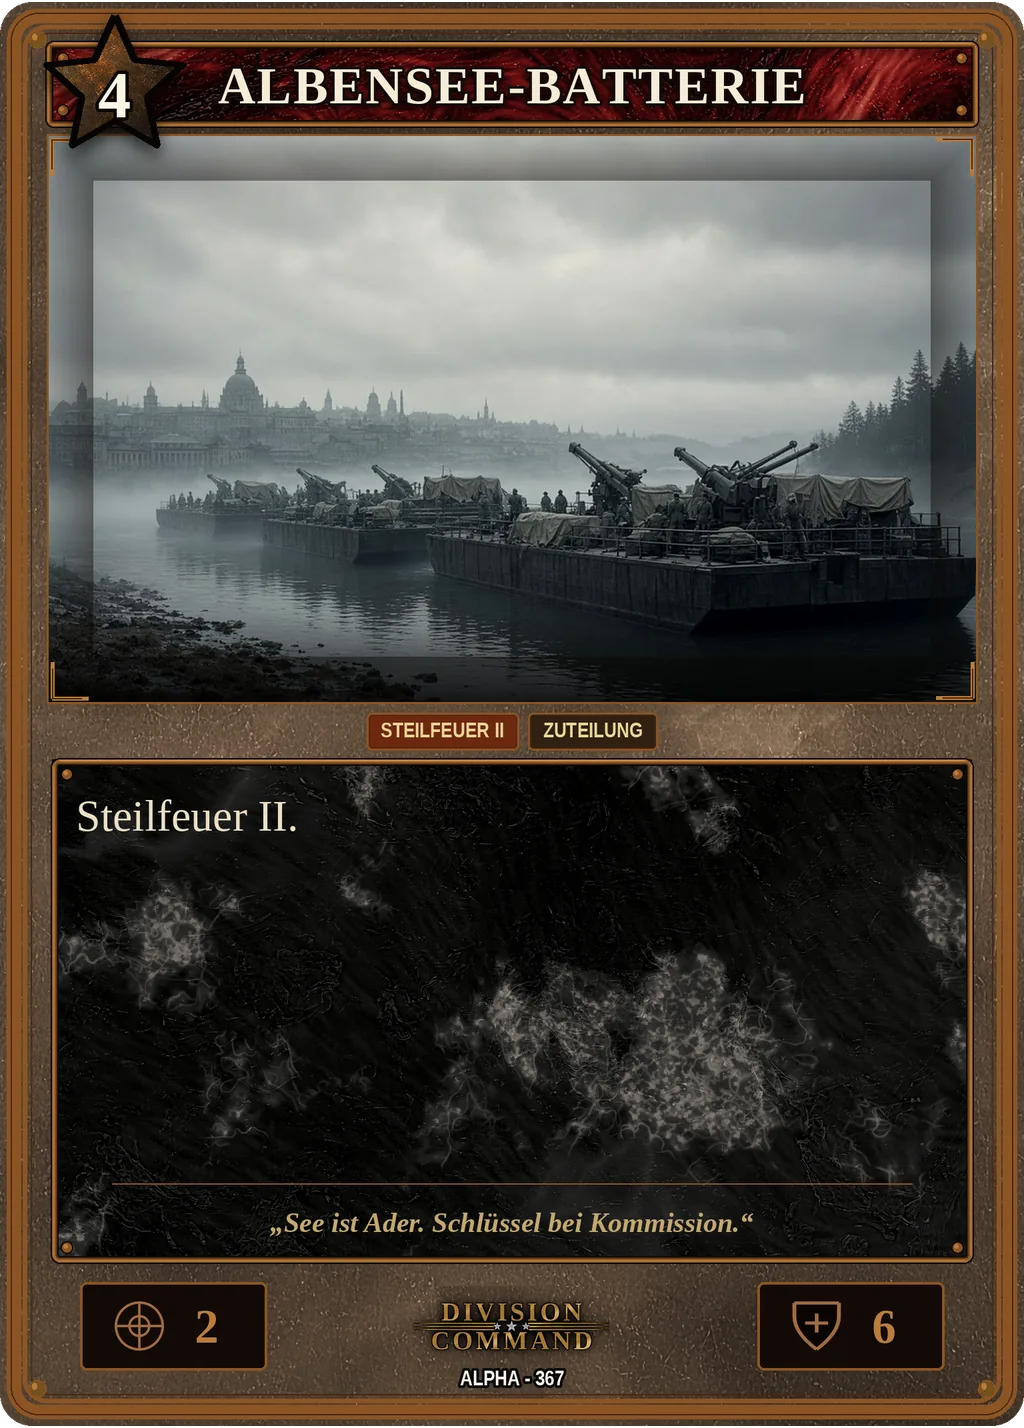 4
ALBENSEE-BATTERIE
STEILFEUER II
ZUTEILUNG
Steilfeuer II.
„See ist Ader. Schlüssel bei Kommission.“
2
DIVISION
COMMAND
6
ALPHA - 367